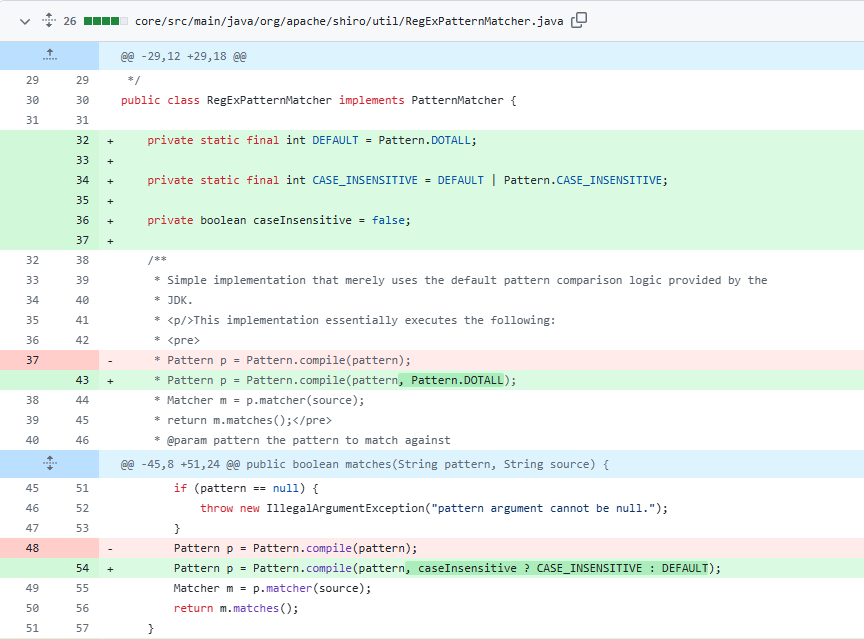 26 core/src/main/java/org/apache/shiro/util/RegExPatternMatcher.java
@@ -29,12 +29,18 @@
29 29 */
30 30 public class RegExPatternMatcher implements PatternMatcher {
31 31
32 + private static final int DEFAULT = Pattern.DOTALL;
33 +
34 + private static final int CASE_INSENSITIVE = DEFAULT | Pattern.CASE_INSENSITIVE;
35 +
36 + private boolean caseInsensitive = false;
37 +
32 38 /**
33 39 * Simple implementation that merely uses the default pattern comparison logic provided by the
34 40 * JDK.
35 41 * <p/>This implementation essentially executes the following:
36 42 * <pre>
37 - * Pattern p = Pattern.compile(pattern);
43 + * Pattern p = Pattern.compile(pattern, Pattern.DOTALL);
38 44 * Matcher m = p.matcher(source);
39 45 * return m.matches();</pre>
40 46 * @param pattern the pattern to match against
@@ -45,8 +51,24 @@ public boolean matches(String pattern, String source) {
45 51 if (pattern == null) {
46 52 throw new IllegalArgumentException("pattern argument cannot be null.");
47 53 }
48 - Pattern p = Pattern.compile(pattern);
54 + Pattern p = Pattern.compile(pattern, caseInsensitive ? CASE_INSENSITIVE : DEFAULT);
49 55 Matcher m = p.matcher(source);
50 56 return m.matches();
51 57 }